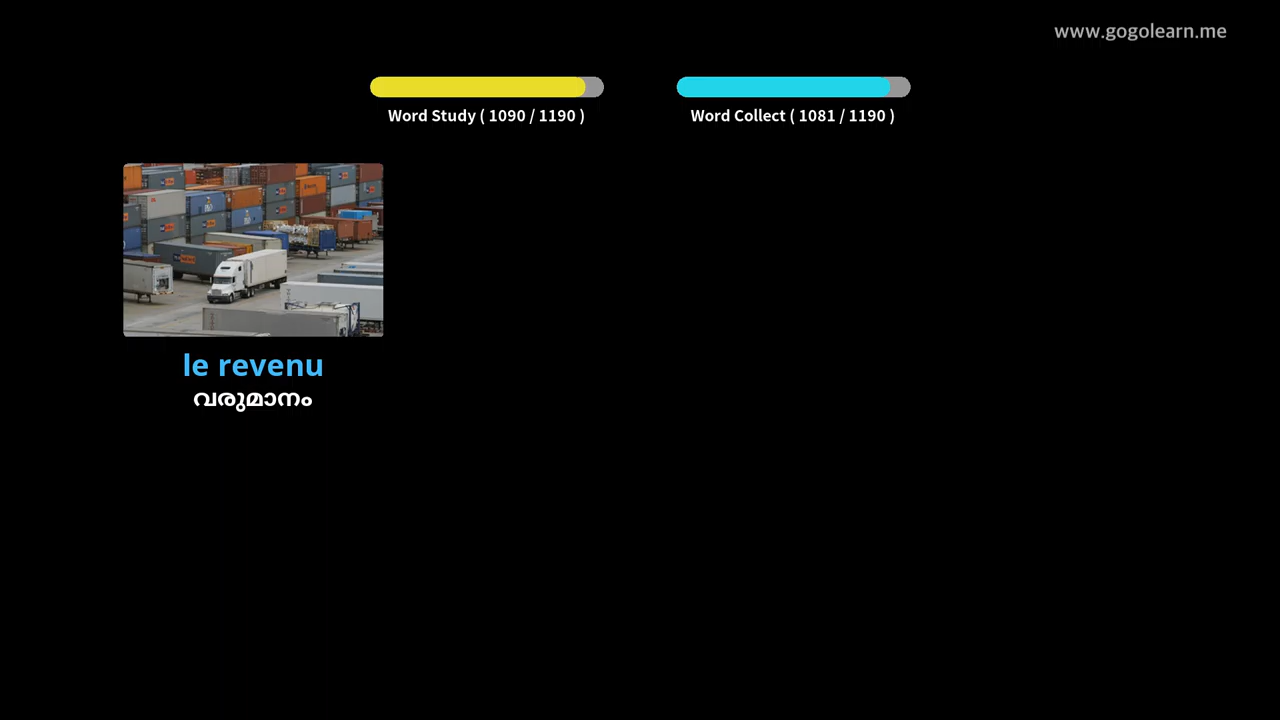 www.gogolearn.me
Word Study ( 1090 / 1190 )
Word Collect ( 1081 / 1190 )
le revenu
വരുമാനം